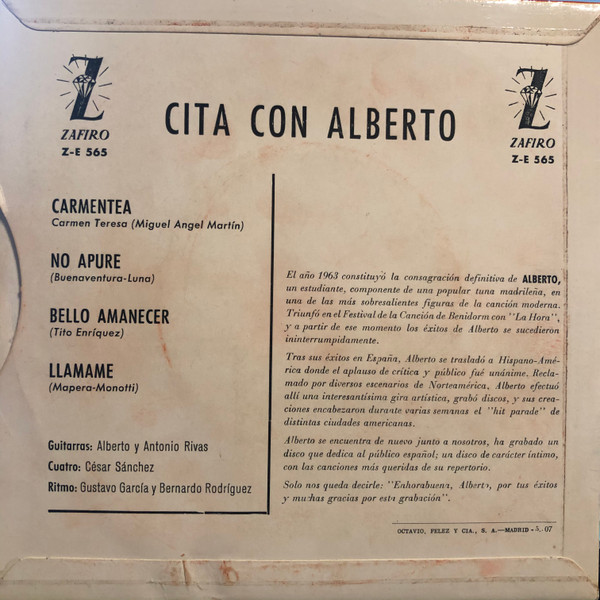 Z
ZAFIRO
Z-E 565
CITA CON ALBERTO
Z
ZAFIRO
Z-E 565
CARMENTEA
Carmen Teresa (Miguel Angel Martín)
NO APURE
(Buenaventura-Luna)
BELLO AMANECER
(Tito Enríquez)
LLAMAME
(Mapera-Monotti)
Guitarras: Alberto y Antonio Rivas
Cuatro: César Sánchez
Ritmo: Gustavo García y Bernardo Rodríguez
El año 1963 constituyó la consagración definitiva de ALBERTO,
un estudiante, componente de una popular tuna madrileña, en
una de las más sobresalientes figuras de la canción moderna.
Triunfó en el Festival de la Canción de Benidorm con "La Hora",
y a partir de ese momento los éxitos de Alberto se sucedieron
ininterrumpidamente.
Tras sus éxitos en España, Alberto se trasladó a Hispano-Amé-
rica donde el aplauso de crítica y público fué unánime. Recla-
mado por diversos escenarios de Norteamérica, Alberto efectuó
allí una interesantísima gira artística, grabó discos, y sus crea-
ciones encabezaron durante varias semanas el "hit parade" de
distintas ciudades americanas.
Alberto se encuentra de nuevo junto a nosotros, ha grabado un
disco que dedica al público español; un disco de carácter íntimo,
con las canciones más queridas de su repertorio.
Solo nos queda decirle: "Enhorabuena, Alberto, por tus éxitos
y muchas gracias por esta grabación".
OCTAVIO, FELEZ Y CIA., S. A.—MADRID -